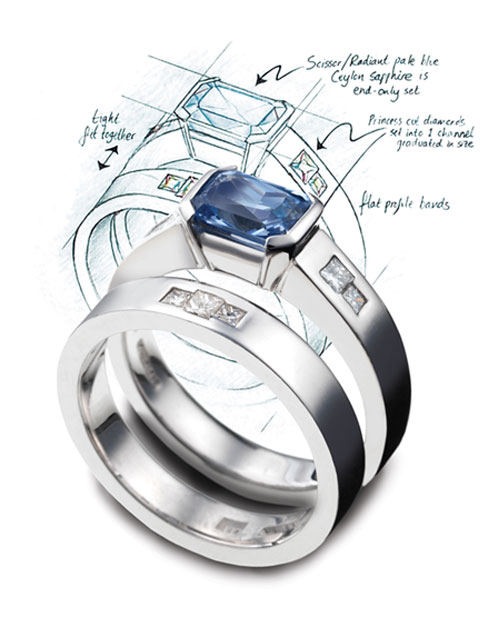 Scisser/Radiant pale blue
Ceylon Sapphire is
end-only set
Tight
fit together
Princess cut diamonds
set into 1 channel
graduated in size
flat profile bands